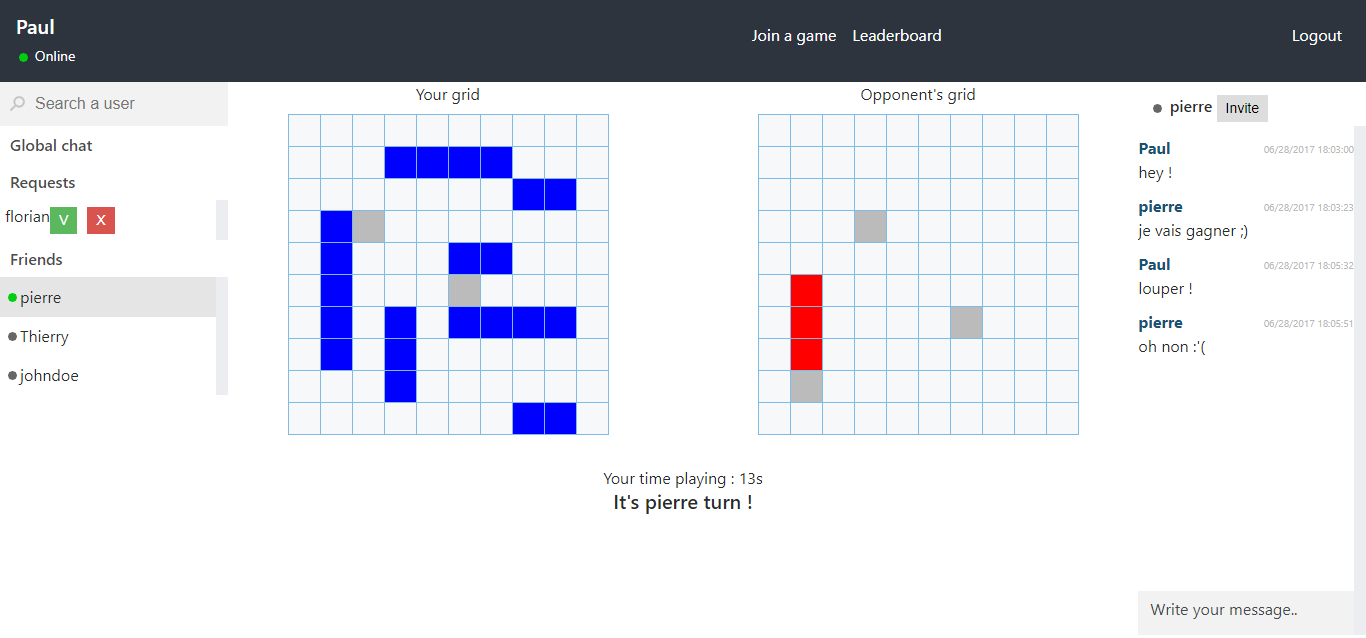 Paul
Online
Join a game
Leaderboard
Logout
Search a user
Global chat
Requests
florian V X
Friends
pierre
Thierry
johndoe
Your grid
Opponent's grid
Your time playing : 13s
It's pierre turn !
pierre Invite
Paul 06/28/2017 18:03:00
hey !
pierre 06/28/2017 18:03:23
je vais gagner ;)
Paul 06/28/2017 18:05:32
louper !
pierre 06/28/2017 18:05:51
oh non :'(
Write your message..